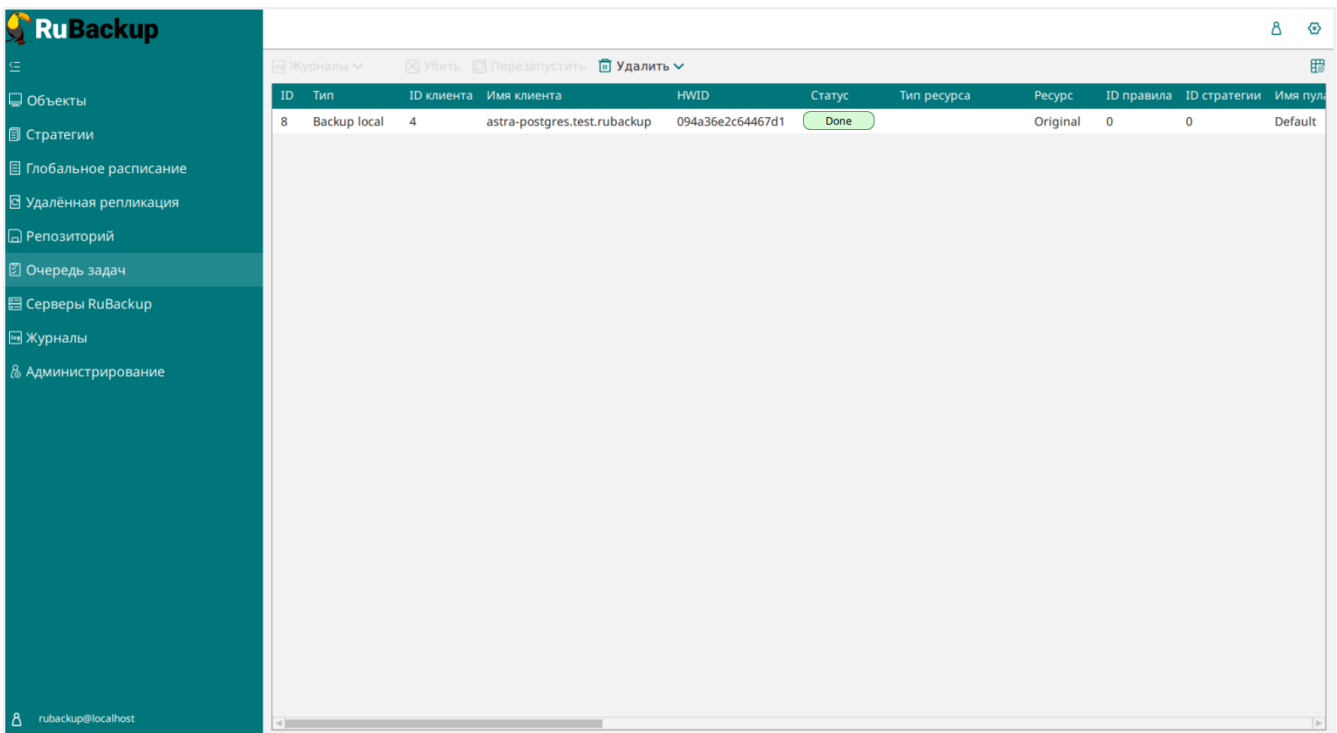 RuBackup
Журналы Убить Перезапустить Удалить
Объекты
Стратегии
Глобальное расписание
Удалённая репликация
Репозиторий
Очередь задач
Серверы RuBackup
Журналы
Администрирование
rubackup@localhost
ID Тип ID клиента Имя клиента HWID Статус Тип ресурса Ресурс ID правила ID стратегии Имя пула
8 Backup local 4 astra-postgres.test.rubackup 094a36e2c64467d1 Done Original 0 0 Default